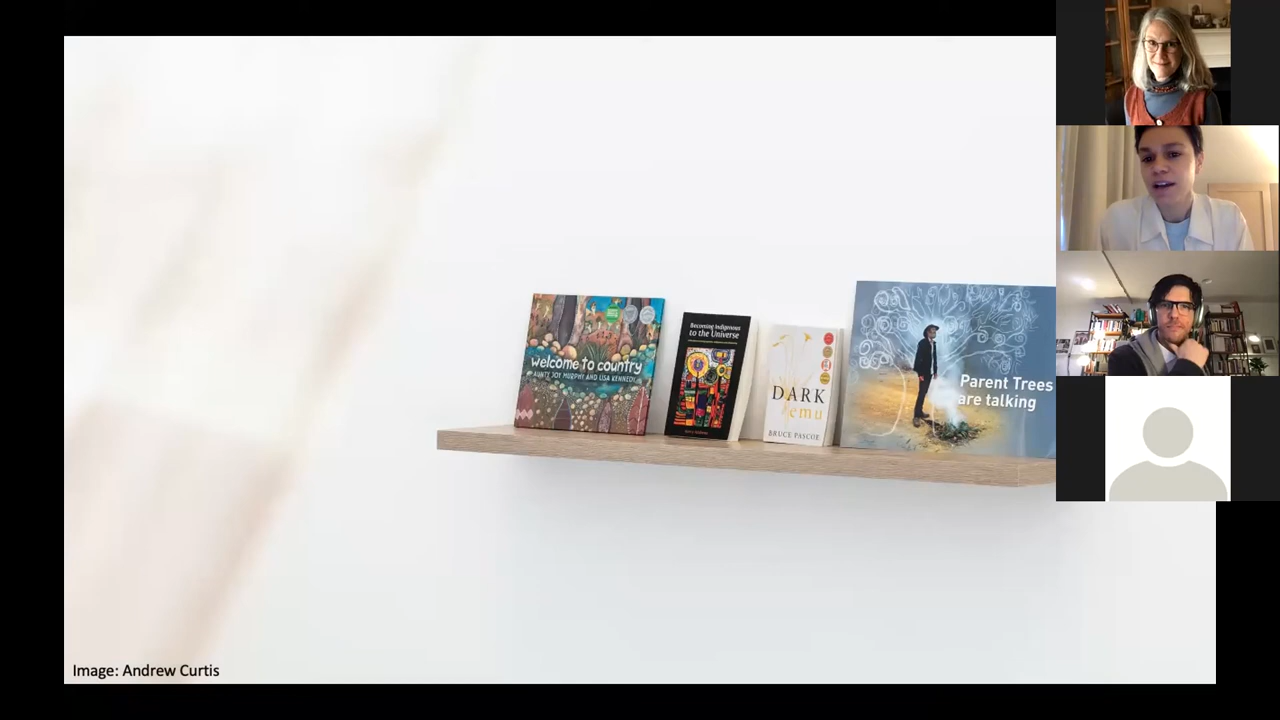 welcome to country
AUNTY JOY MURPHY AND LISA KENNEDY
Becoming Indigenous
to the Universe
DARK
emu
BRUCE PASCOE
Parent Trees
are talking
Image: Andrew Curtis